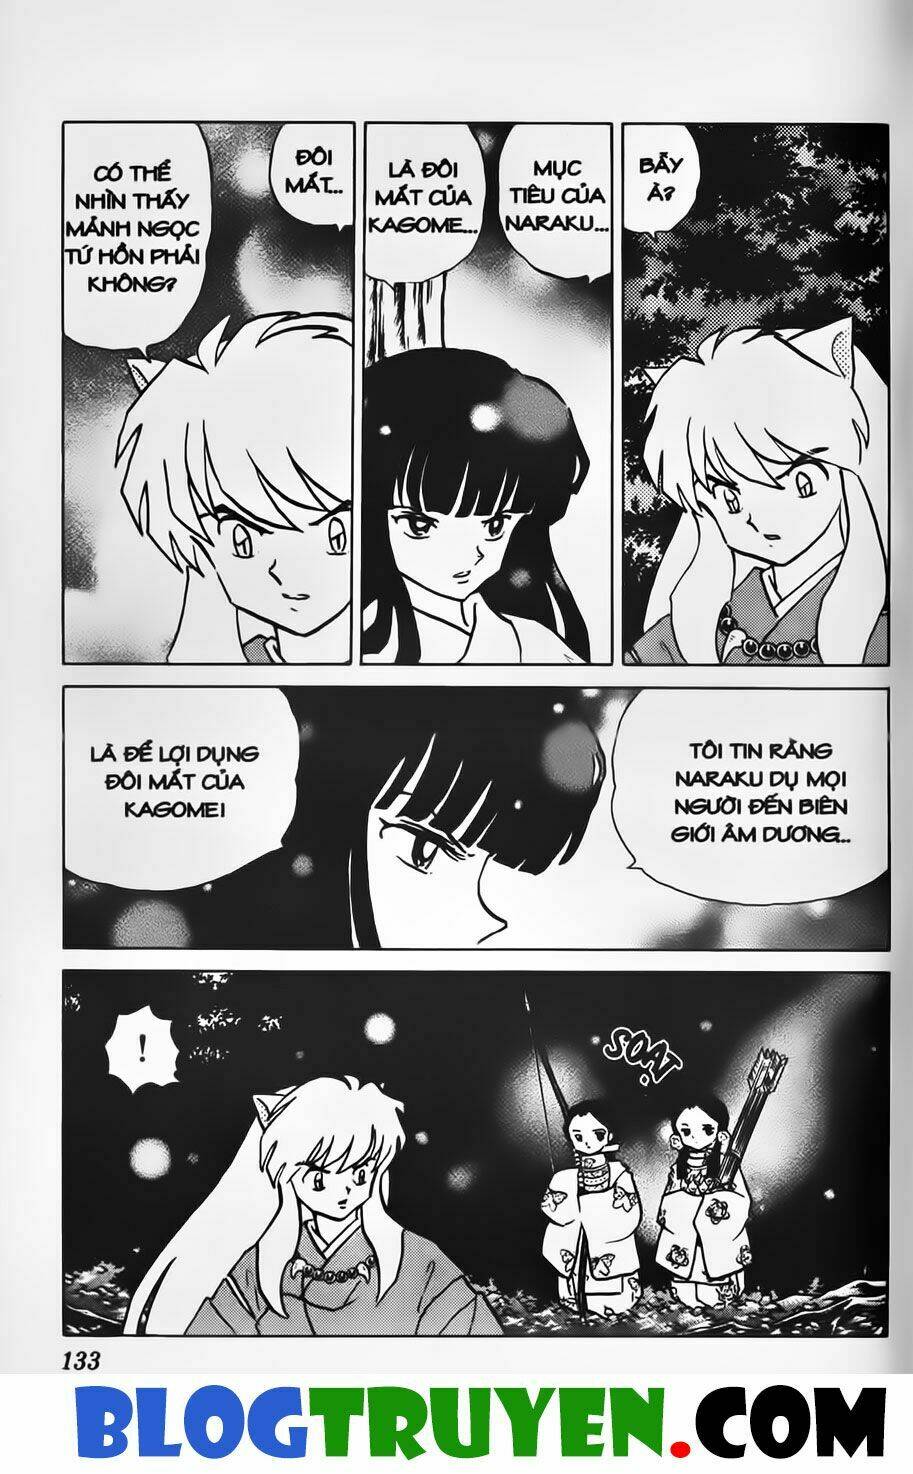 BẪY
À?
MỤC
TIÊU CỦA
NARAKU...
LÀ ĐÔI
MẮT CỦA
KAGOME...
ĐÔI
MẮT...
CÓ THỂ
NHÌN THẤY
MẢNH NGỌC
TỨ HỒN PHẢI
KHÔNG?
TÔI TIN RẰNG
NARAKU DỤ MỌI
NGƯỜI ĐẾN BIÊN
GIỚI ÂM DƯƠNG...
LÀ ĐỂ LỢI DỤNG
ĐÔI MẮT CỦA
KAGOME!
SOẠT
!
133
BLOGTRUYEN.COM